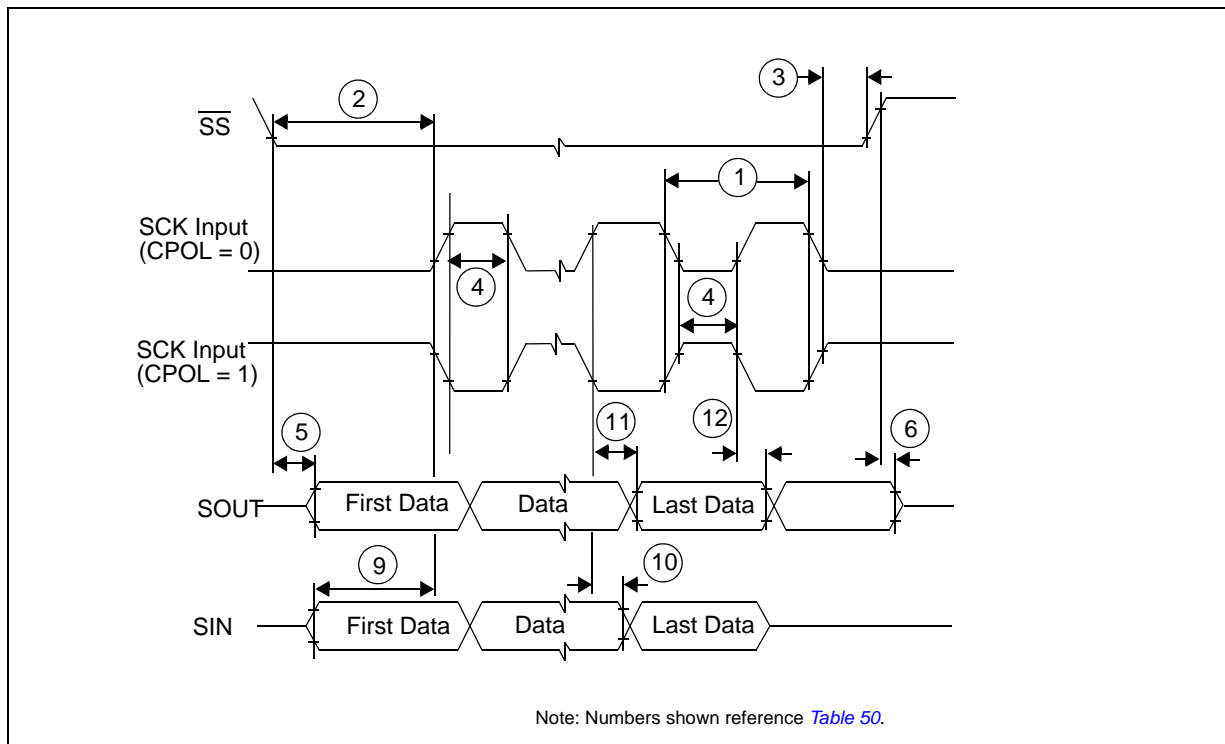 3
2
SS
1
SCK Input
(CPOL = 0)
4
4
SCK Input
(CPOL = 1)
5
11
12
6
SOUT
First Data
Data
Last Data
9
10
SIN
First Data
Data
Last Data
Note: Numbers shown reference Table 50.